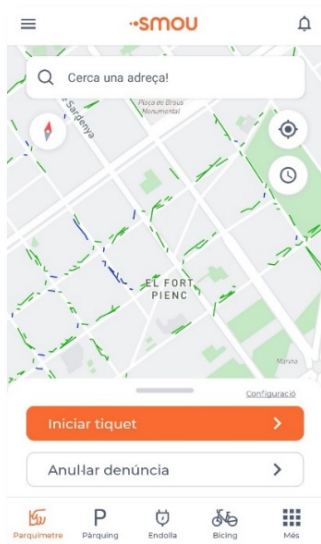 smou
Cerca una adreça!
Sardenya
Plaça de Braus
Monumental
EL FORT
PIENC
Marina
Configuració
Iniciar tiquet
Anul·lar denúncia
Parquímetre
Pàrquing
Endolla
Bicing
Més